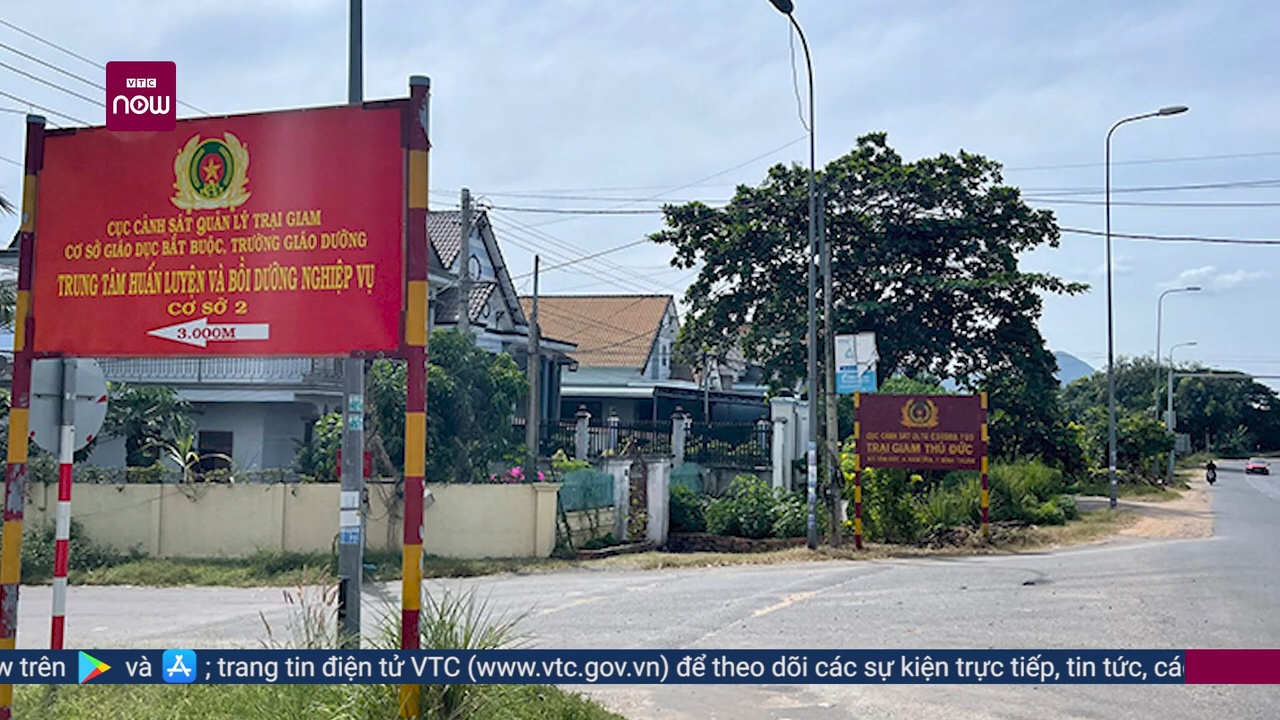 VTC
now
CỤC CẢNH SÁT QUẢN LÝ TRẠI GIAM
CƠ SỞ GIÁO DỤC BẮT BUỘC, TRƯỜNG GIÁO DƯỠNG
TRUNG TÂM HUẤN LUYỆN VÀ BỒI DƯỠNG NGHIỆP VỤ
CƠ SỞ 2
3.000M
TRẠI GIAM THỦ ĐỨC
w trên và ; trang tin điện tử VTC (www.vtc.gov.vn) để theo dõi các sự kiện trực tiếp, tin tức, các